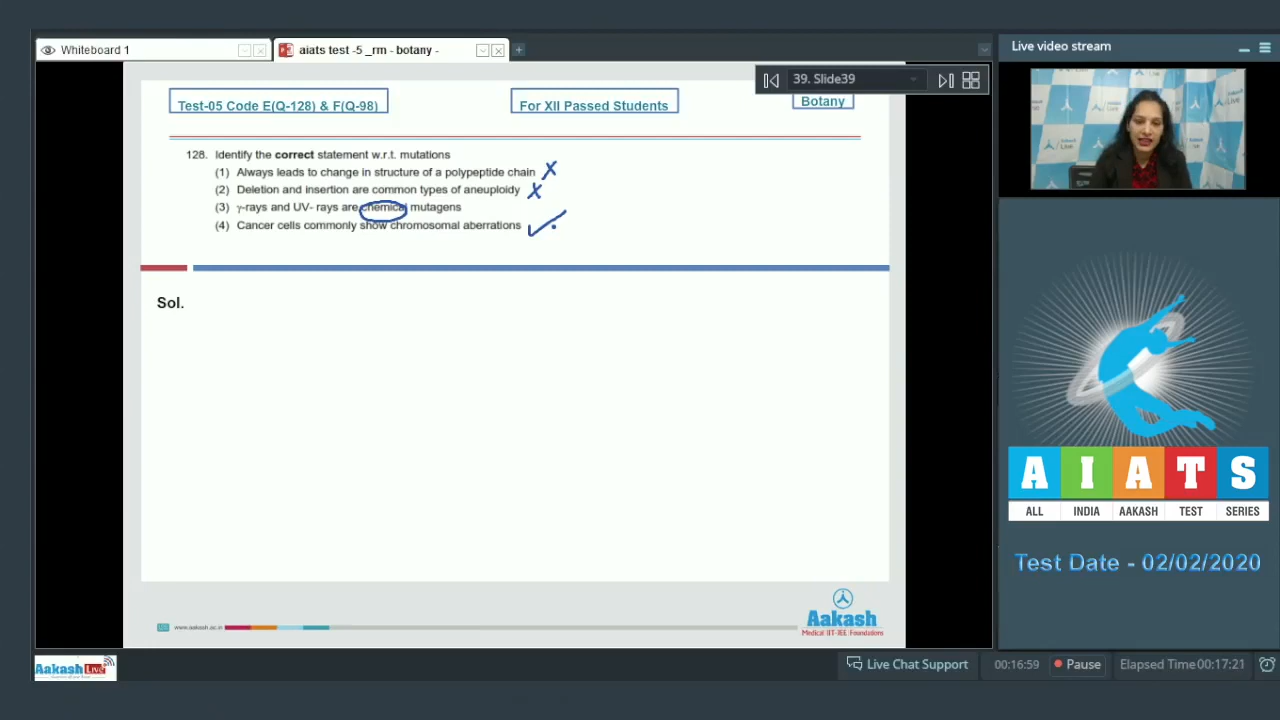 Whiteboard 1
aiats test -5 _rm - botany -
Live video stream
39. Slide39
Test-05 Code E(Q-128) & F(Q-98)
For XII Passed Students
Botany
128. Identify the correct statement w.r.t. mutations
(1) Always leads to change in structure of a polypeptide chain
(2) Deletion and insertion are common types of aneuploidy
(3) γ-rays and UV- rays are chemical mutagens
(4) Cancer cells commonly show chromosomal aberrations
Sol.
A I A T S
ALL INDIA AAKASH TEST SERIES
Test Date - 02/02/2020
www.aakash.ac.in
Aakash
Medical IIT-JEE Foundations
Aakash Live
Live Chat Support
00:16:59
Pause
Elapsed Time 00:17:21